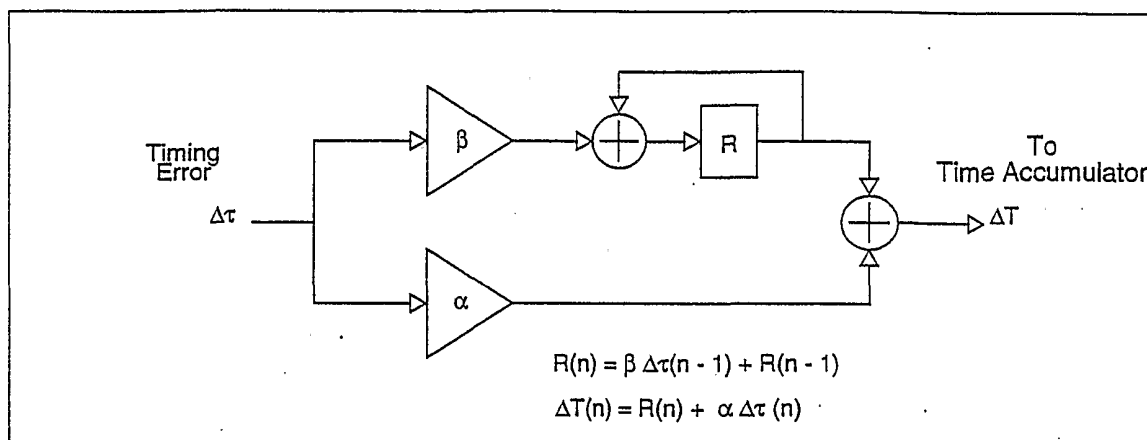 Timing
Error
Δτ
β
R
α
To
Time Accumulator
ΔT
R(n) = β Δτ(n - 1) + R(n - 1)
ΔT(n) = R(n) + α Δτ (n)